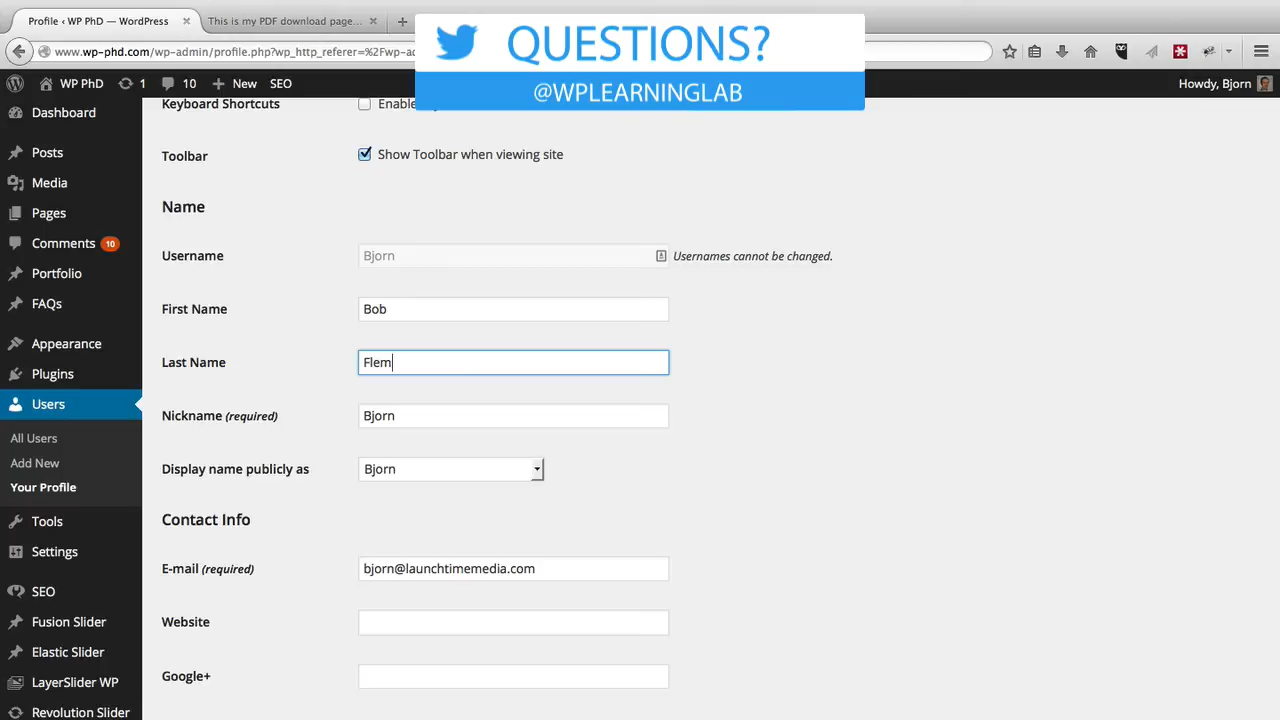 Profile ‹ WP PhD — WordPress
This is my PDF download page...
QUESTIONS?
@WPLEARNINGLAB
www.wp-phd.com/wp-admin/profile.php?wp_http_referer=%2Fwp-ad
WP PhD
1
10
New
SEO
Howdy, Bjorn
Dashboard
Posts
Media
Pages
Comments 10
Portfolio
FAQs
Appearance
Plugins
Users
All Users
Add New
Your Profile
Tools
Settings
SEO
Fusion Slider
Elastic Slider
LayerSlider WP
Revolution Slider
Keyboard Shortcuts
Toolbar
Show Toolbar when viewing site
Name
Username
Bjorn
Usernames cannot be changed.
First Name
Bob
Last Name
Flem
Nickname (required)
Bjorn
Display name publicly as
Bjorn
Contact Info
E-mail (required)
bjorn@launchtimemedia.com
Website
Google+